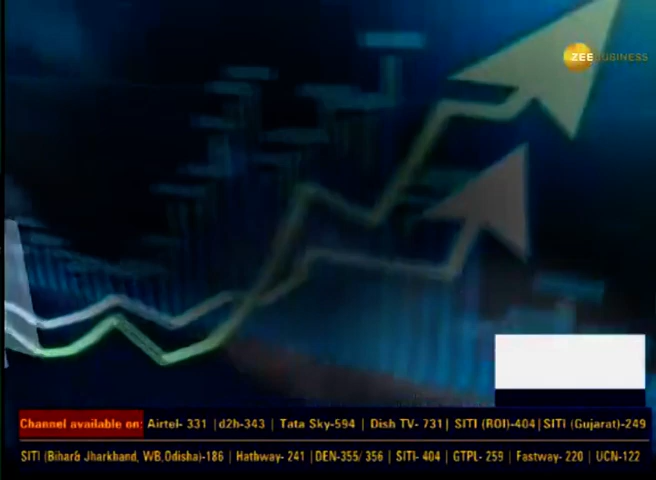 ZEE BUSINESS
Channel available on: Airtel- 331 | d2h-343 | Tata Sky-594 | Dish TV- 731 | SITI (ROI)-404 | SITI (Gujarat)-249
SITI (Bihar& Jharkhand, WB,Odisha)-186 | Hathway- 241 | DEN-355/ 356 | SITI- 404 | GTPL- 259 | Fastway- 220 | UCN-122